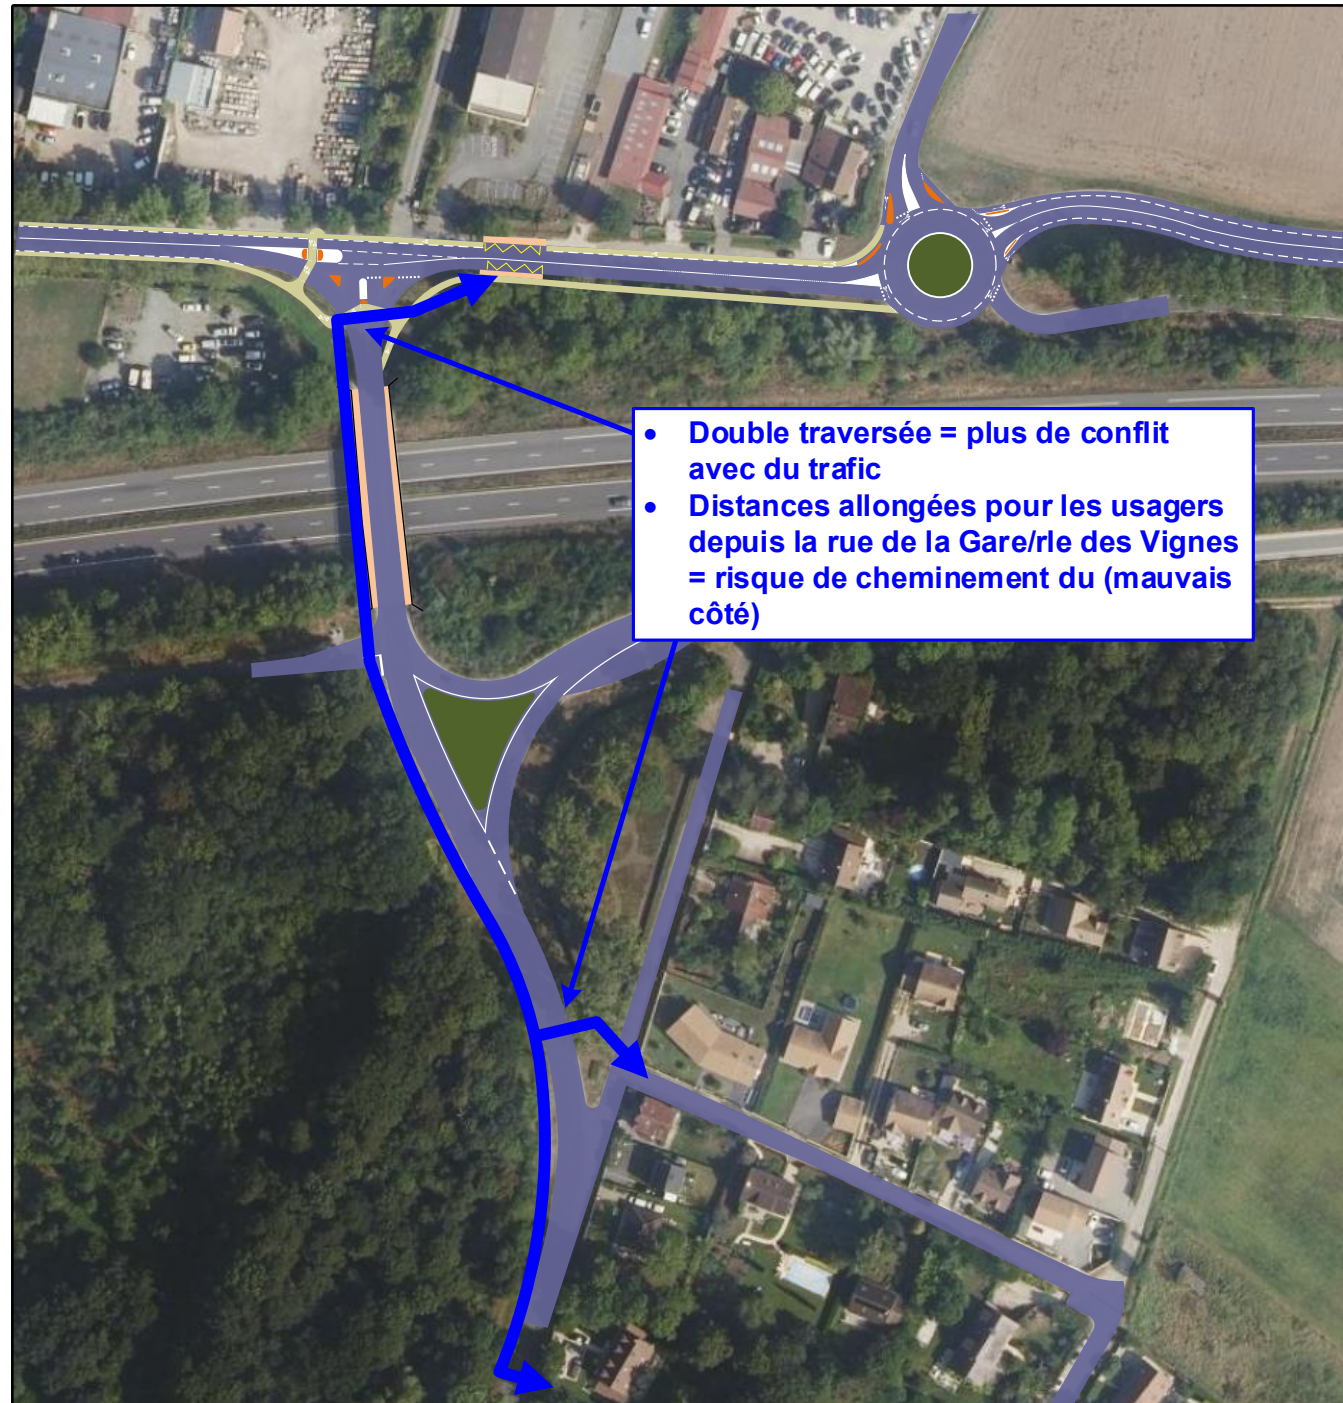 • Double traversée = plus de conflit
avec du trafic
• Distances allongées pour les usagers
depuis la rue de la Gare/rle des Vignes
= risque de cheminement du (mauvais
côté)